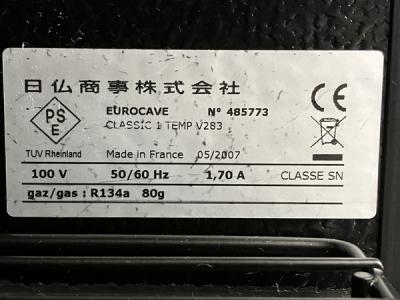 日仏商事株式会社
PSE
EUROCAVE N° 485773
CLASSIC 1 TEMP V283
CE
TUV Rheinland Made in France 05/2007
100 V 50/60 Hz 1,70 A CLASSE SN
gaz/gas : R134a 80g